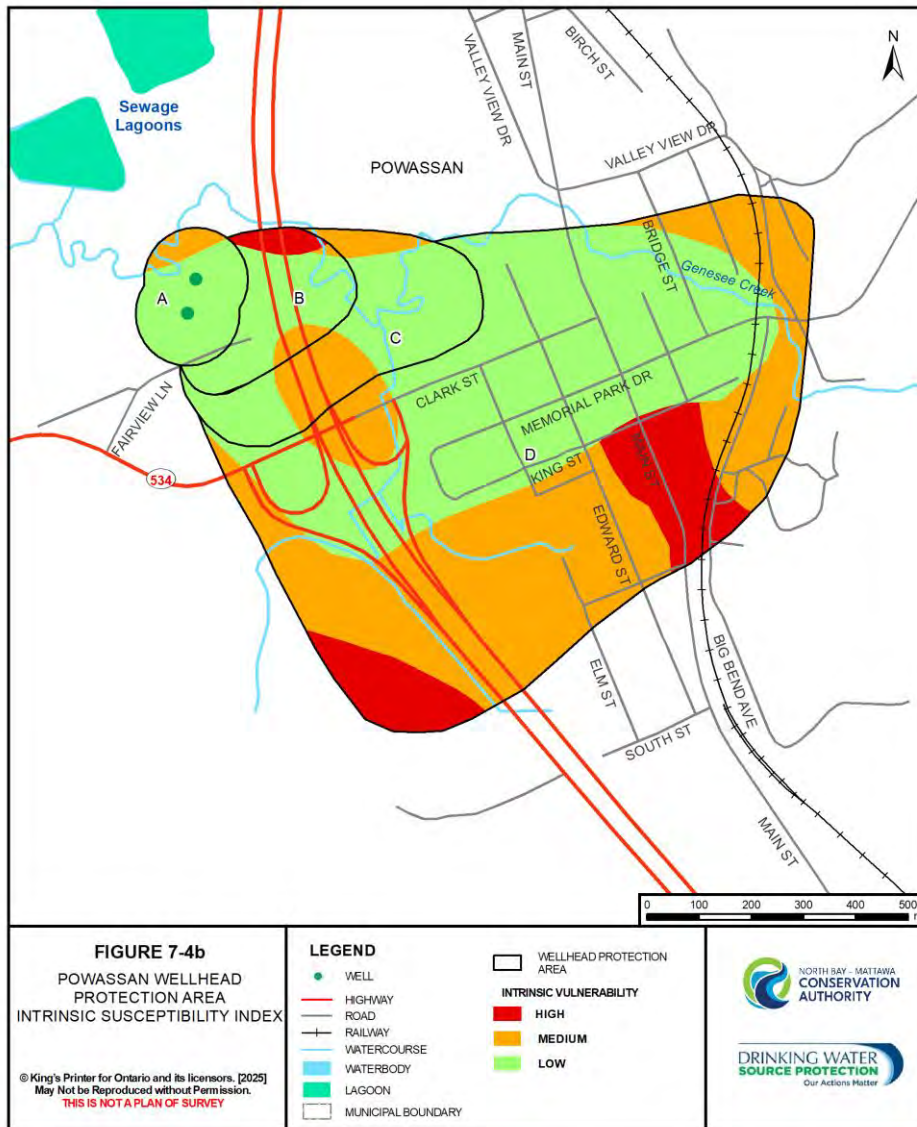 VALLEY VIEW DR
MAIN ST
BIRCH ST
N
Sewage
Lagoons
POWASSAN
VALLEY VIEW DR
BRIDGE ST
Genesee Creek
A
B
C
CLARK ST
MEMORIAL PARK DR
FAIRVIEW LN
534
D
KING ST
MAIN ST
EDWARD ST
ELM ST
BIG BEND AVE
SOUTH ST
MAIN ST
0 100 200 300 400 500
m
FIGURE 7-4b
POWASSAN WELLHEAD
PROTECTION AREA
INTRINSIC SUSCEPTIBILITY INDEX
© King's Printer for Ontario and its licensors. [2025]
May Not be Reproduced without Permission.
THIS IS NOT A PLAN OF SURVEY
LEGEND
WELL
HIGHWAY
ROAD
RAILWAY
WATERCOURSE
WATERBODY
LAGOON
MUNICIPAL BOUNDARY
WELLHEAD PROTECTION
AREA
INTRINSIC VULNERABILITY
HIGH
MEDIUM
LOW
NORTH BAY - MATTAWA
CONSERVATION
AUTHORITY
DRINKING WATER
SOURCE PROTECTION
Our Actions Matter